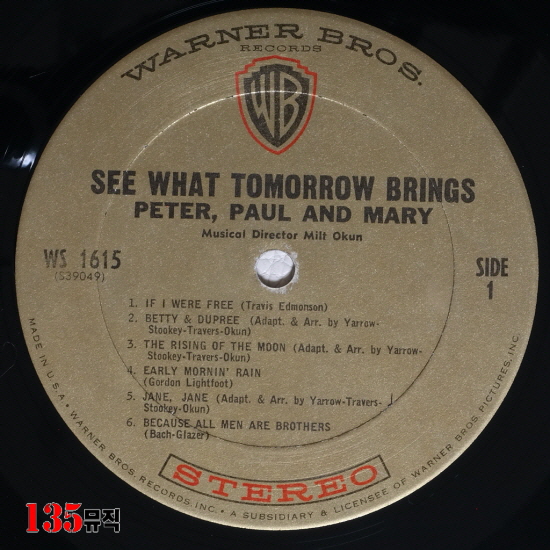 WARNER BROS.
RECORDS
WB
SEE WHAT TOMORROW BRINGS
PETER, PAUL AND MARY
Musical Director Milt Okun
WS 1615
(S39049)
SIDE
1
1. IF I WERE FREE (Travis Edmonson)
2. BETTY & DUPREE (Adapt. & Arr. by Yarrow-
Stookey-Travers-Okun)
3. THE RISING OF THE MOON (Adapt. & Arr. by Yarrow-
Stookey-Travers-Okun)
4. EARLY MORNIN' RAIN
(Gordon Lightfoot)
5. JANE, JANE (Adapt. & Arr. by Yarrow-Travers-
Stookey-Okun)
6. BECAUSE ALL MEN ARE BROTHERS
(Bach-Glazer)
STEREO
MADE IN U.S.A. • WARNER BROS. RECORDS, INC. • A SUBSIDIARY & LICENSEE OF WARNER BROS. PICTURES, INC.
135뮤직